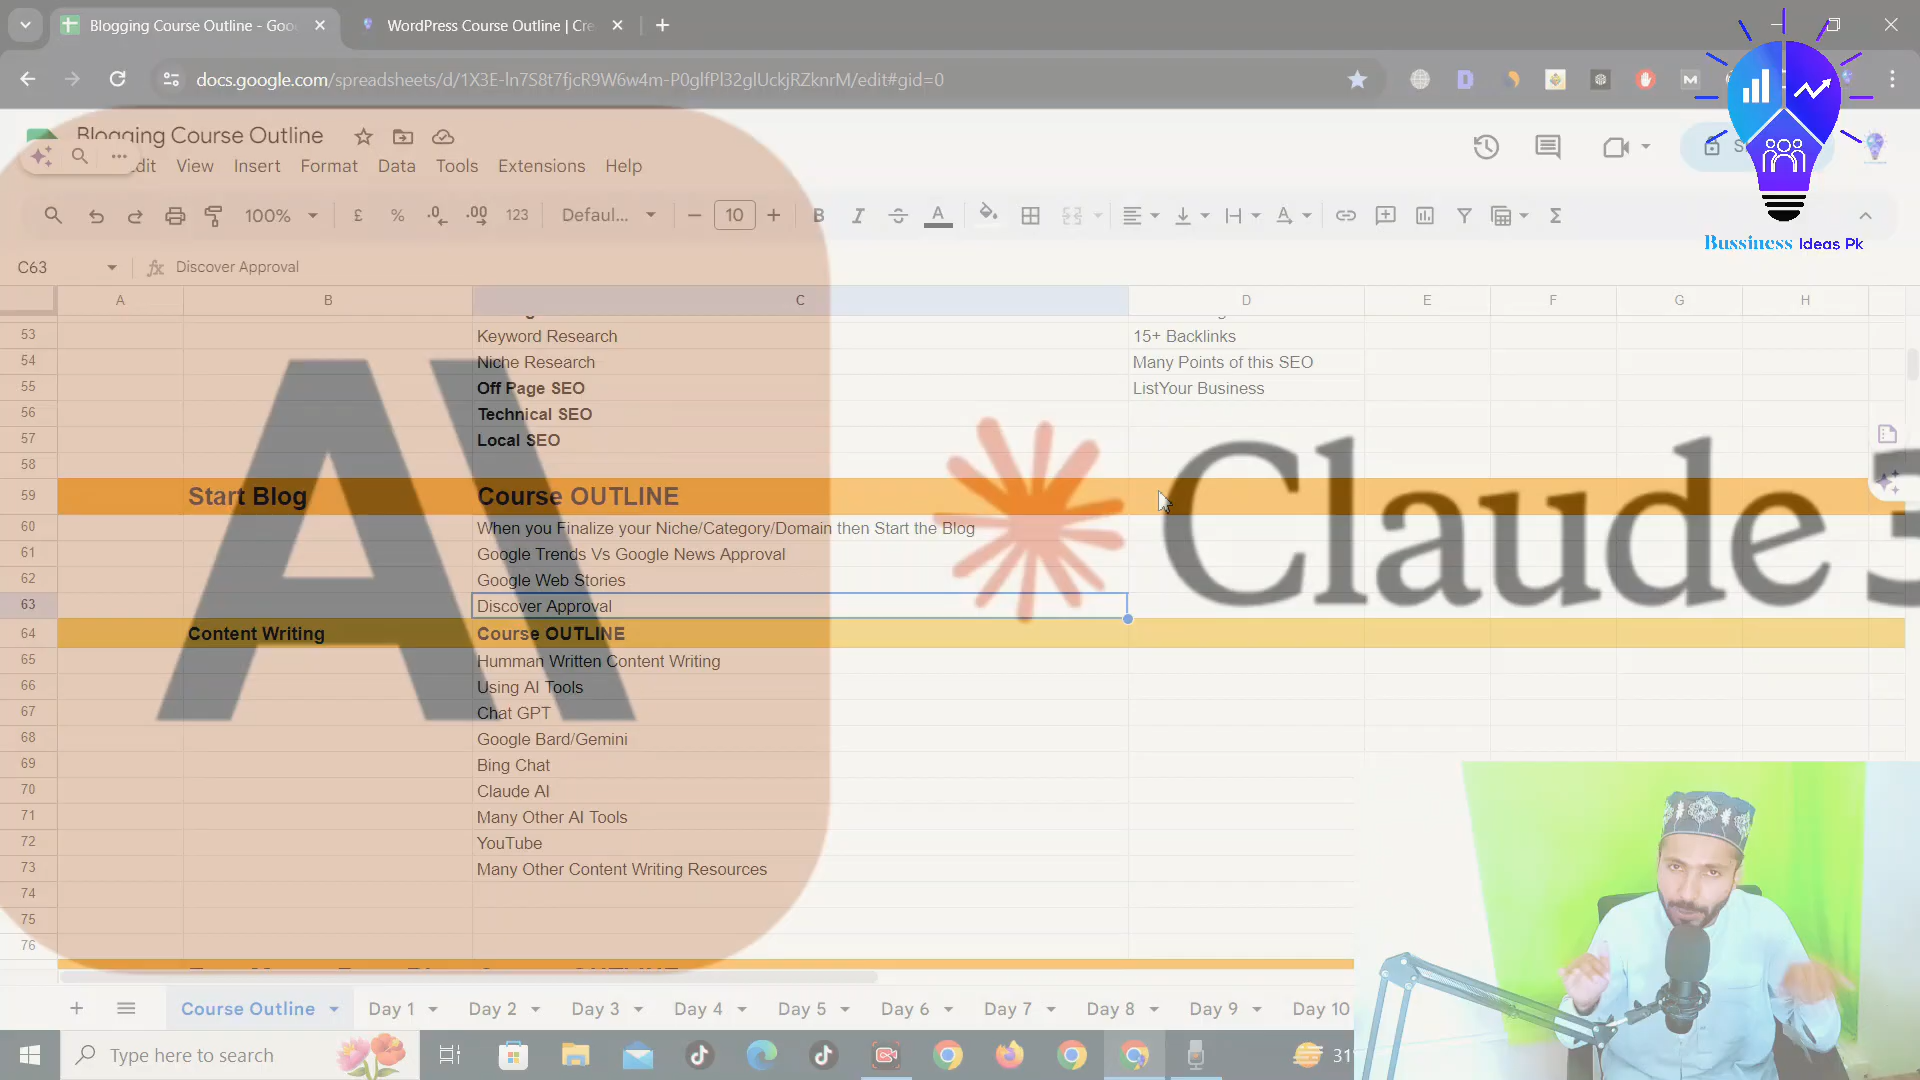 Blogging Course Outline - Goo
WordPress Course Outline | Cre
docs.google.com/spreadsheets/d/1X3E-ln7S8t7fjcR9W6w4m-P0glfPl32glUckjRZknrM/edit#gid=0
Blogging Course Outline
View Insert Format Data Tools Extensions Help
100% £ % .0 .00 123 Defaul... 10 B I A Σ
Bussiness Ideas Pk
C63 fx Discover Approval
A B C D E F G H
53 Keyword Research 15+ Backlinks
54 Niche Research Many Points of this SEO
55 Off Page SEO ListYour Business
56 Technical SEO
57 Local SEO
58
59 Start Blog Course OUTLINE
60 When you Finalize your Niche/Category/Domain then Start the Blog
61 Google Trends Vs Google News Approval
62 Google Web Stories
63 Discover Approval
64 Content Writing Course OUTLINE
65 Humman Written Content Writing
66 Using AI Tools
67 Chat GPT
68 Google Bard/Gemini
69 Bing Chat
70 Claude AI
71 Many Other AI Tools
72 YouTube
73 Many Other Content Writing Resources
74
75
76
AI
Claude 3
Course Outline Day 1 Day 2 Day 3 Day 4 Day 5 Day 6 Day 7 Day 8 Day 9 Day 10
Type here to search